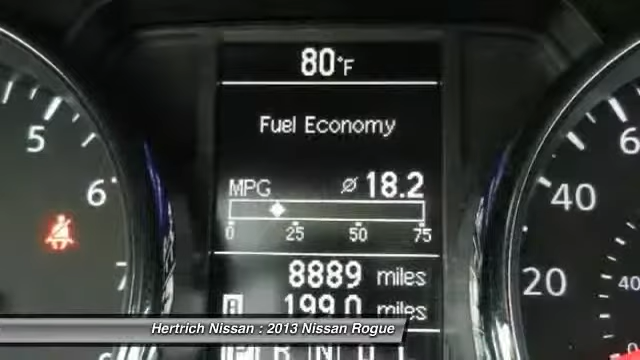 80°F
Fuel Economy
MPG ⌀ 18.2
0 25 50 75
8889 miles
199.0 miles
P R N D L
5
6
7
6
40
20
40
0
Hertrich Nissan : 2013 Nissan Rogue